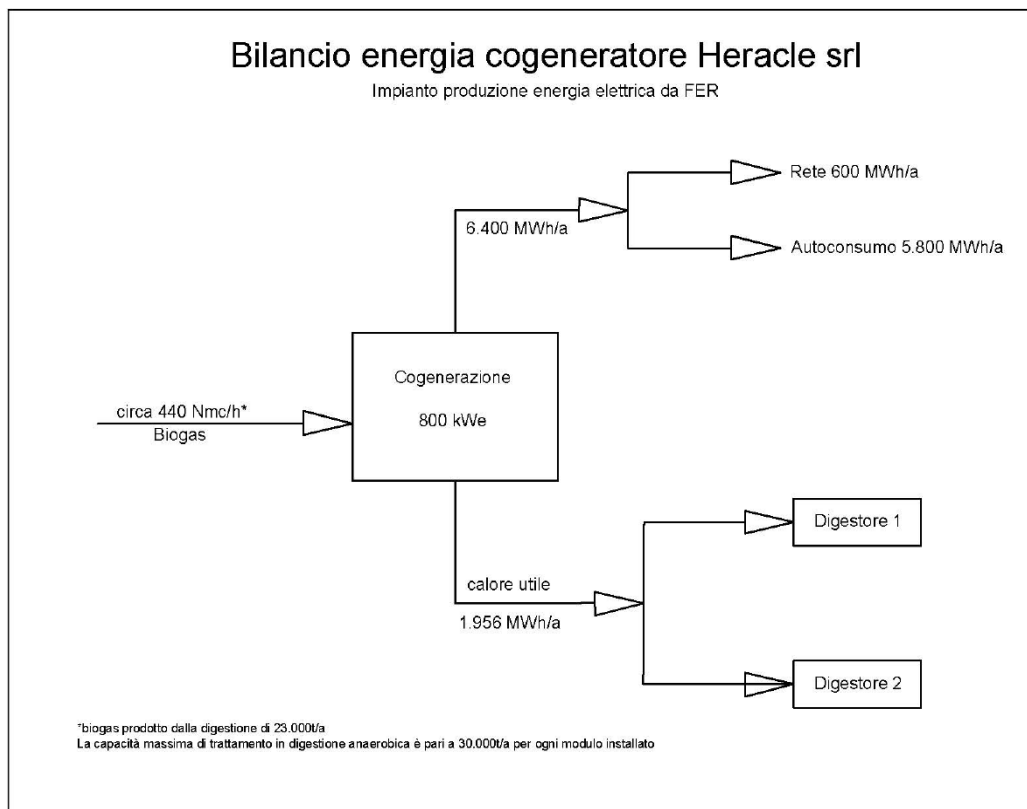 Bilancio energia cogeneratore Heracle srl
Impianto produzione energia elettrica da FER
Rete 600 MWh/a
6.400 MWh/a
Autoconsumo 5.800 MWh/a
Cogenerazione
800 kWe
circa 440 Nmc/h*
Biogas
Digestore 1
calore utile
1.956 MWh/a
Digestore 2
*biogas prodotto dalla digestione di 23.000t/a
La capacità massima di trattamento in digestione anaerobica è pari a 30.000t/a per ogni modulo installato